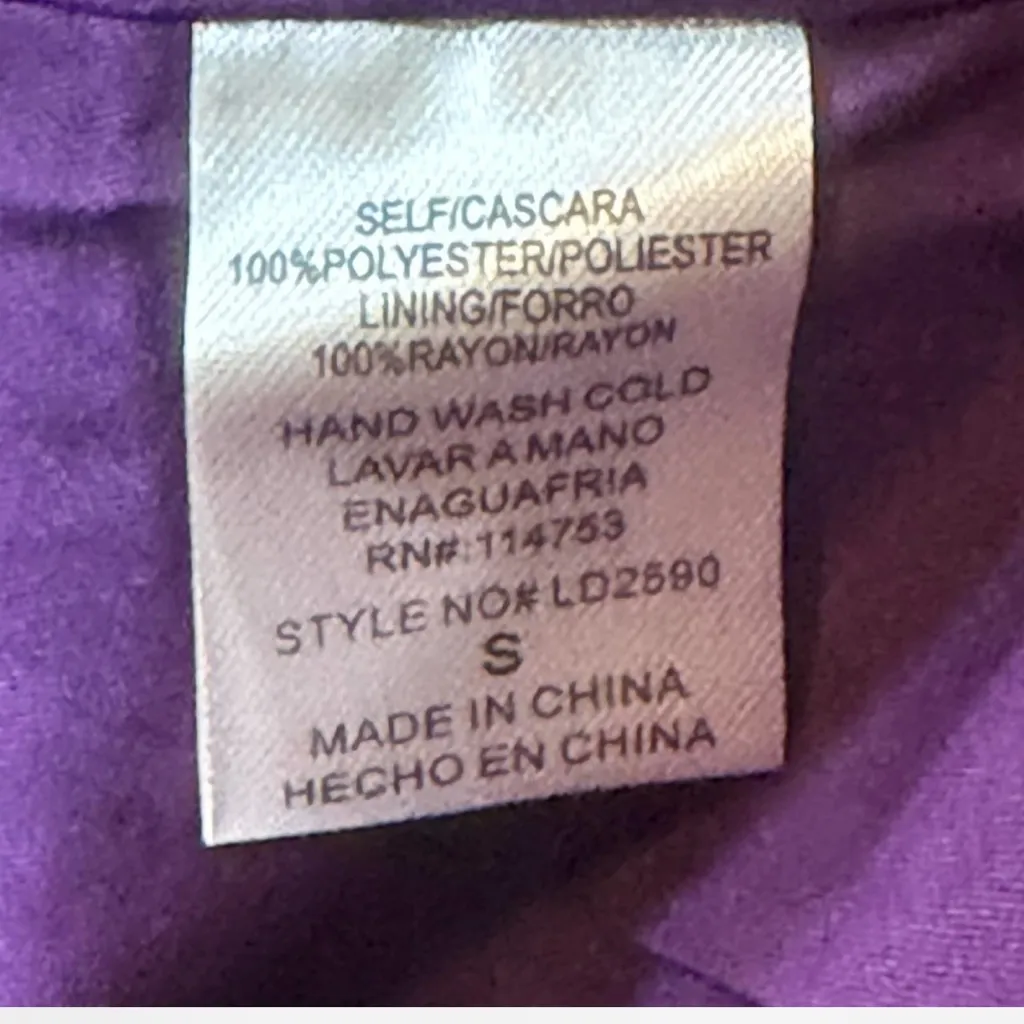 SELF/CASCARA
100%POLYESTER/POLIESTER
LINING/FORRO
100%RAYON/RAYON
HAND WASH COLD
LAVAR A MANO
ENAGUAFRIA
RN#:114753
STYLE NO# LD2590
S
MADE IN CHINA
HECHO EN CHINA